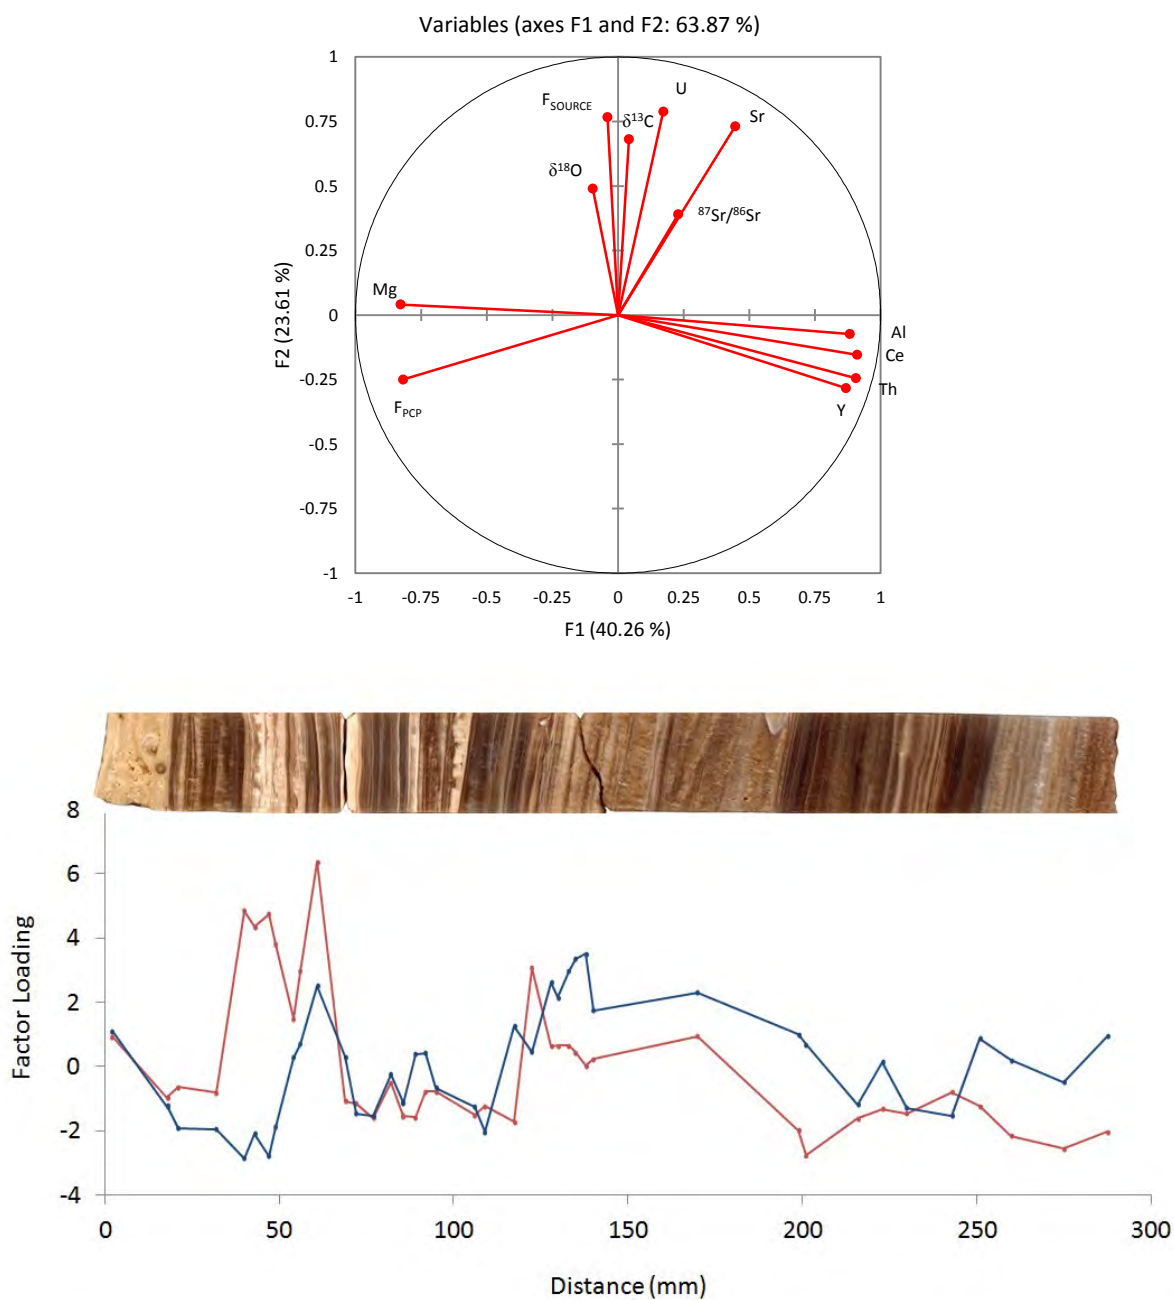 Variables (axes F1 and F2: 63.87 %)
1
U
F_SOURCE
Sr
0.75
δ¹³C
δ¹⁸O
0.5
⁸⁷Sr/⁸⁶Sr
0.25
F2 (23.61 %)
Mg
0
Al
Ce
-0.25
Th
F_PCP
Y
-0.5
-0.75
-1
-1 -0.75 -0.5 -0.25 0 0.25 0.5 0.75 1
F1 (40.26 %)
8
6
4
2
0
-2
-4
Factor Loading
0 50 100 150 200 250 300
Distance (mm)